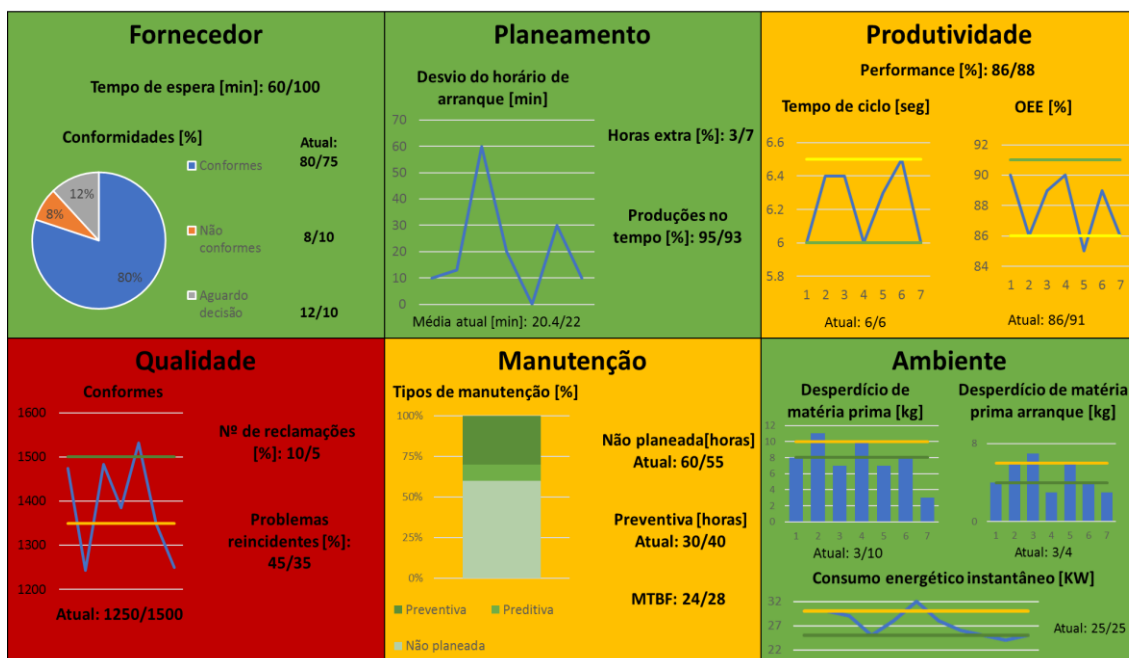 Fornecedor
Tempo de espera [min]: 60/100
Conformidades [%]
Atual:
80/75
Conformes
12%
8%
80%
Não
conformes
8/10
Aguardo
decisão
12/10
Planeamento
Desvio do horário de
arranque [min]
70
60
50
40
30
20
10
0
Média atual [min]: 20.4/22
Horas extra [%]: 3/7
Produções no
tempo [%]: 95/93
Produtividade
Performance [%]: 86/88
Tempo de ciclo [seg]
6.6
6.4
6.2
6
5.8
1 2 3 4 5 6 7
Atual: 6/6
OEE [%]
92
90
88
86
84
1 2 3 4 5 6 7
Atual: 86/91
Qualidade
Conformes
1600
1500
1400
1300
1200
Atual: 1250/1500
Nº de reclamações
[%]: 10/5
Problemas
reincidentes [%]:
45/35
Manutenção
Tipos de manutenção [%]
100%
75%
50%
25%
0%
Preventiva
Preditiva
Não planeada
Não planeada[horas]
Atual: 60/55
Preventiva [horas]
Atual: 30/40
MTBF: 24/28
Ambiente
Desperdício de
matéria prima [kg]
12
10
8
6
4
2
0
1 2 3 4 5 6 7
Atual: 3/10
Desperdício de matéria
prima arranque [kg]
8
0
1 2 3 4 5 6 7
Atual: 3/4
Consumo energético instantâneo [KW]
32
27
22
Atual: 25/25